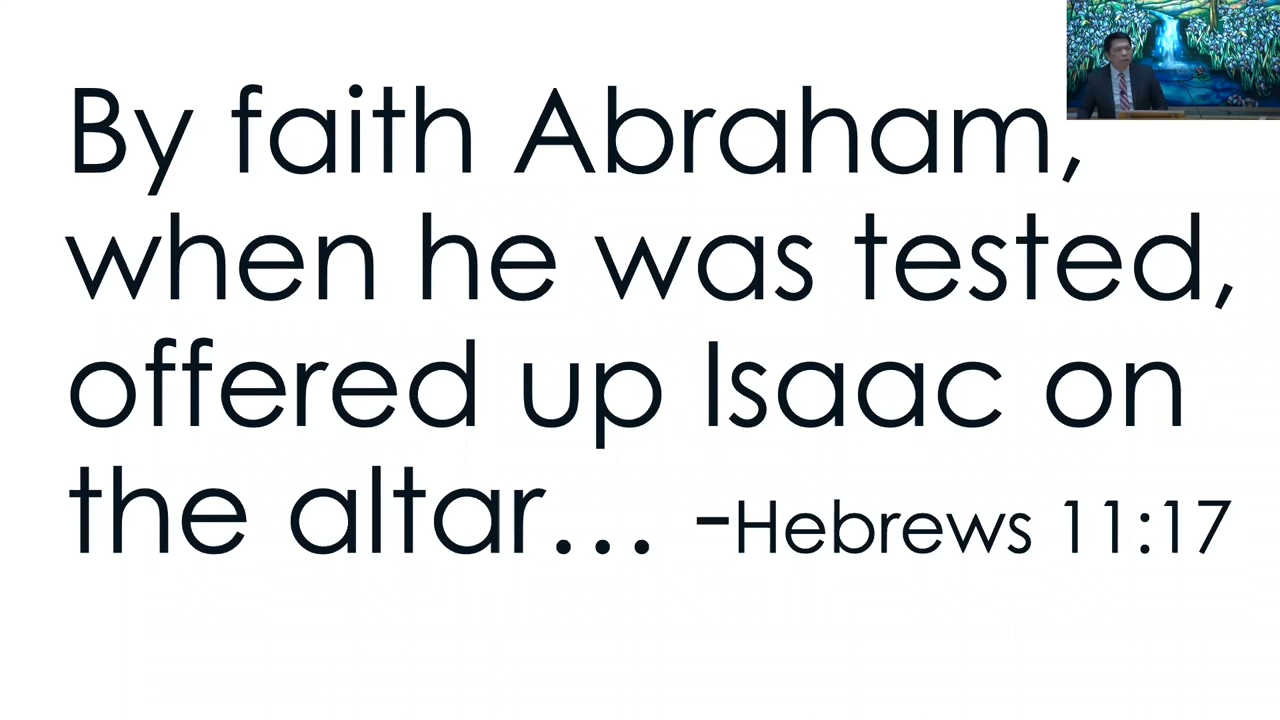 By faith Abraham,
when he was tested,
offered up Isaac on
the altar... -Hebrews 11:17